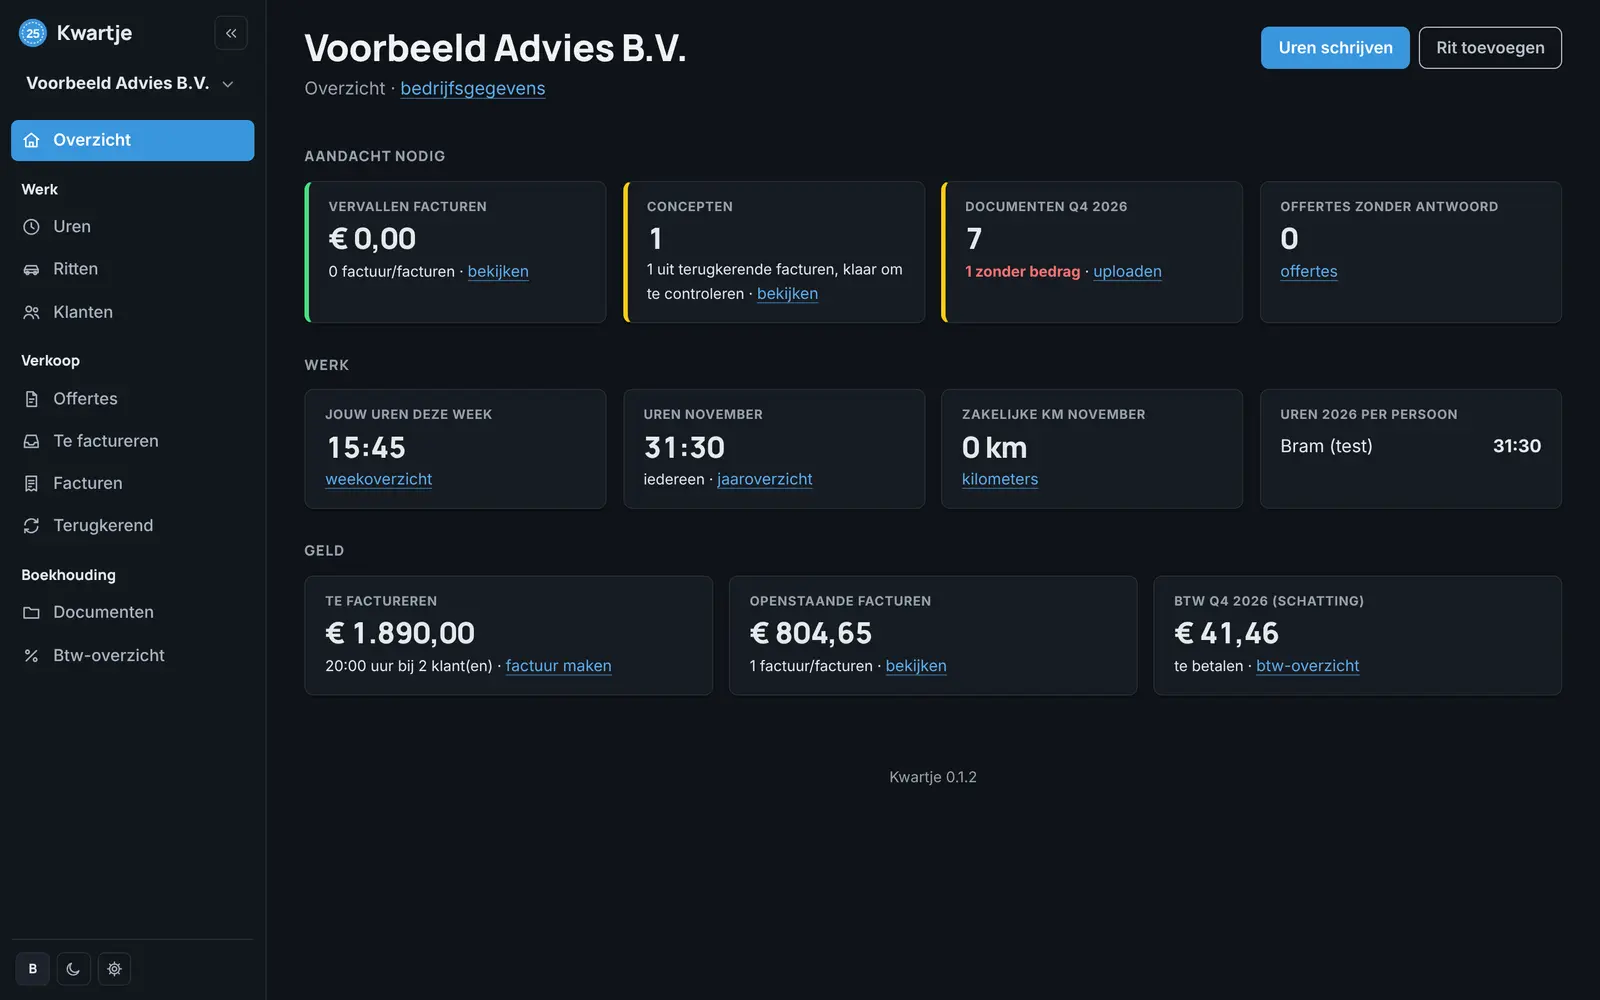 25 Kwartje
«
Voorbeeld Advies B.V.
Overzicht
Werk
Uren
Ritten
Klanten
Verkoop
Offertes
Te factureren
Facturen
Terugkerend
Boekhouding
Documenten
Btw-overzicht
B
Voorbeeld Advies B.V.
Overzicht · bedrijfsgegevens
Uren schrijven
Rit toevoegen
AANDACHT NODIG
VERVALLEN FACTUREN
€ 0,00
0 factuur/facturen · bekijken
CONCEPTEN
1
1 uit terugkerende facturen, klaar om
te controleren · bekijken
DOCUMENTEN Q4 2026
7
1 zonder bedrag · uploaden
OFFERTES ZONDER ANTWOORD
0
offertes
WERK
JOUW UREN DEZE WEEK
15:45
weekoverzicht
UREN NOVEMBER
31:30
iedereen · jaaroverzicht
ZAKELIJKE KM NOVEMBER
0 km
kilometers
UREN 2026 PER PERSOON
Bram (test) 31:30
GELD
TE FACTUREREN
€ 1.890,00
20:00 uur bij 2 klant(en) · factuur maken
OPENSTAANDE FACTUREN
€ 804,65
1 factuur/facturen · bekijken
BTW Q4 2026 (SCHATTING)
€ 41,46
te betalen · btw-overzicht
Kwartje 0.1.2